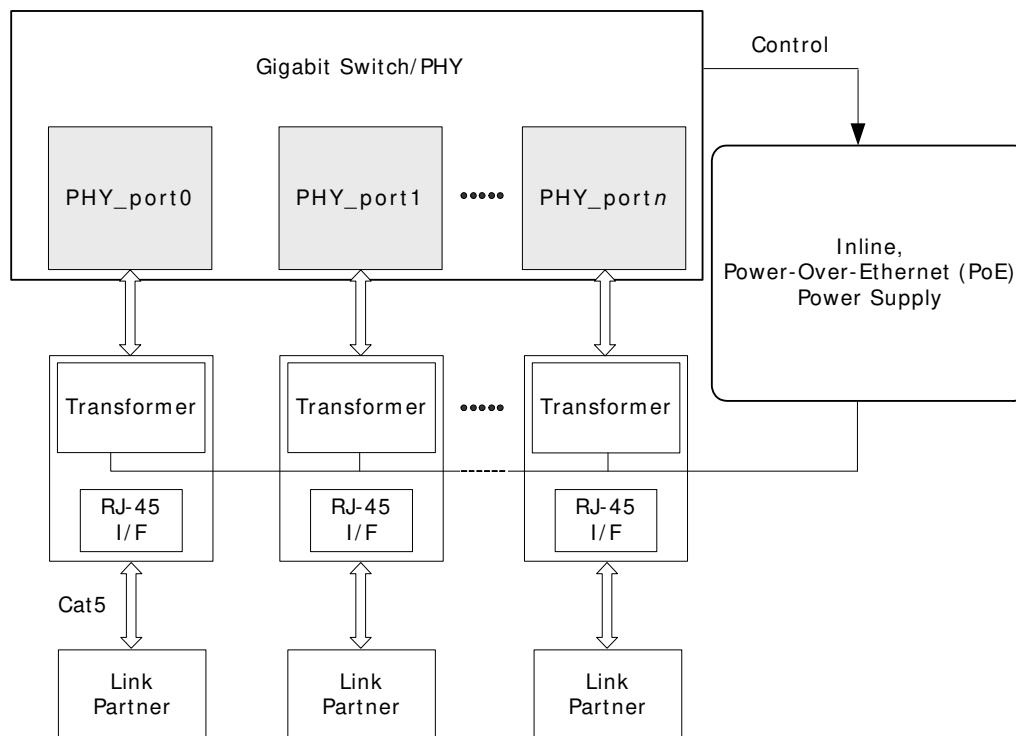 Control
Gigabit Switch/PHY
PHY_port0
PHY_port1
PHY_portn
Inline,
Power-Over-Ethernet (PoE)
Power Supply
Transformer
Transformer
Transformer
RJ-45
I/F
RJ-45
I/F
RJ-45
I/F
Cat5
Link
Partner
Link
Partner
Link
Partner